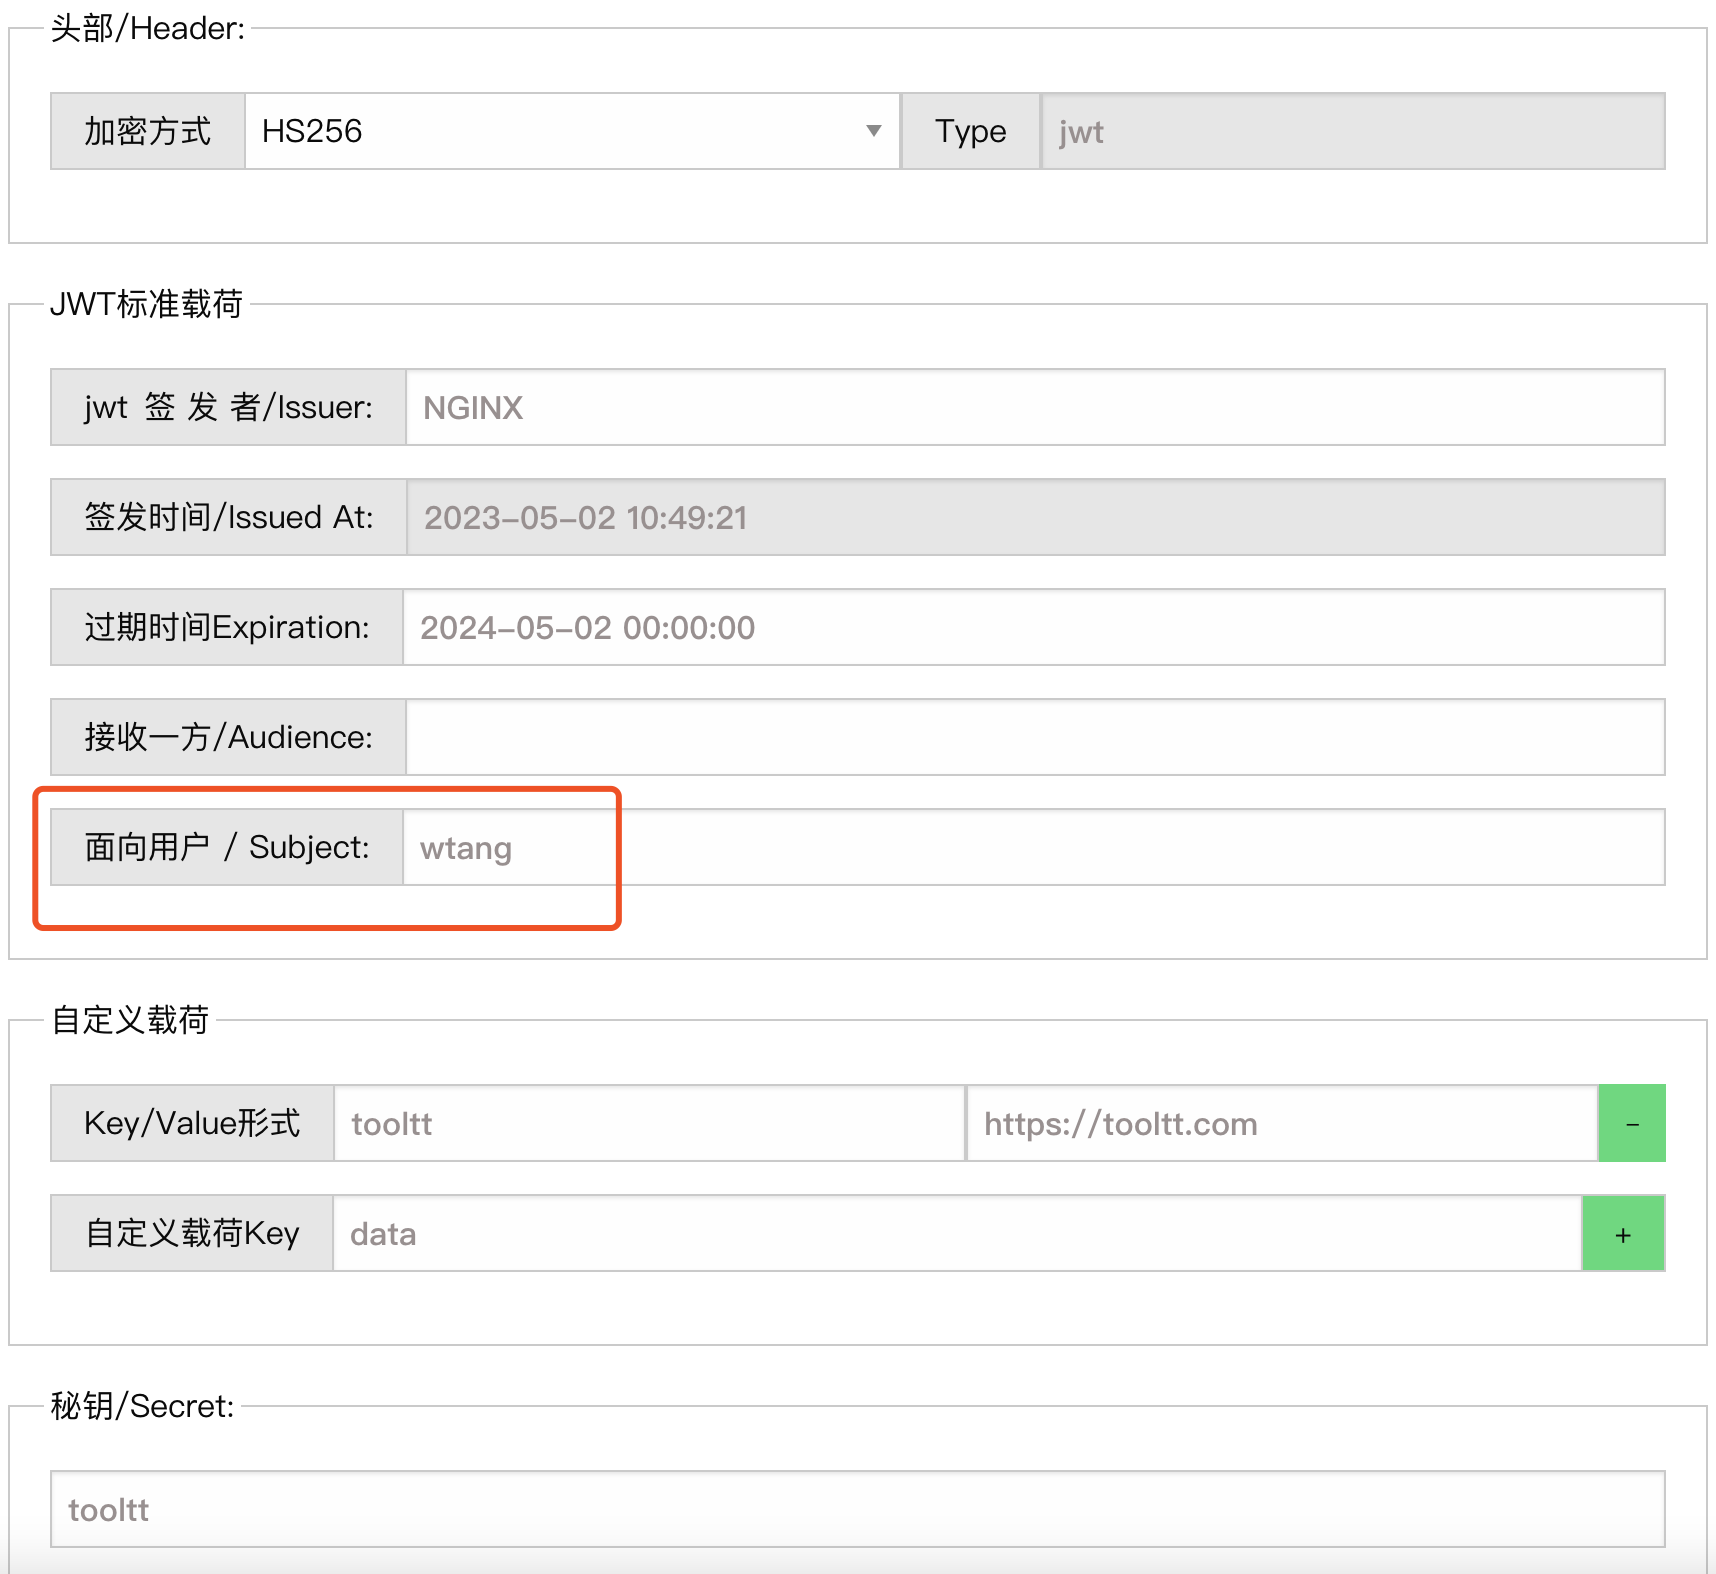 头部/Header:
加密方式 HS256 Type jwt
JWT标准载荷
jwt 签 发 者/Issuer: NGINX
签发时间/Issued At: 2023-05-02 10:49:21
过期时间Expiration: 2024-05-02 00:00:00
接收一方/Audience:
面向用户 / Subject: wtang
自定义载荷
Key/Value形式 tooltt https://tooltt.com -
自定义载荷Key data +
秘钥/Secret:
tooltt